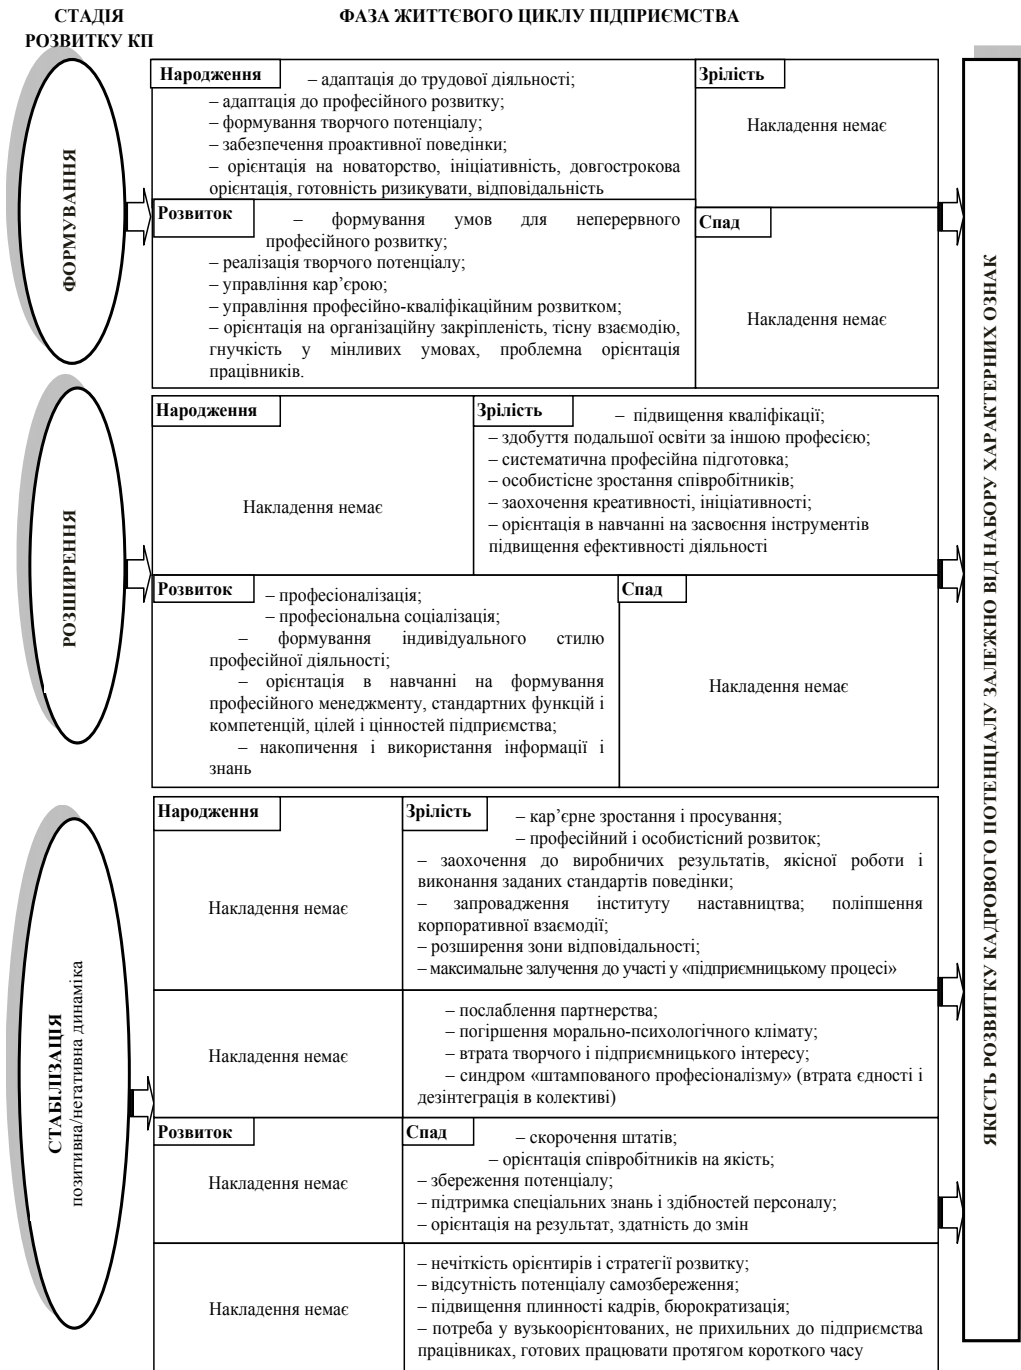 СТАДІЯ
РОЗВИТКУ КП
ФАЗА ЖИТТЄВОГО ЦИКЛУ ПІДПРИЄМСТВА
ФОРМУВАННЯ
Народження
– адаптація до трудової діяльності;
– адаптація до професійного розвитку;
– формування творчого потенціалу;
– забезпечення проактивної поведінки;
– орієнтація на новаторство, ініціативність, довгострокова
орієнтація, готовність ризикувати, відповідальність
Зрілість
Накладення немає
Розвиток
– формування умов для неперервного
професійного розвитку;
– реалізація творчого потенціалу;
– управління кар’єрою;
– управління професійно-кваліфікаційним розвитком;
– орієнтація на організаційну закріпленість, тісну взаємодію,
гнучкість у мінливих умовах, проблемна орієнтація
працівників.
Спад
Накладення немає
РОЗШИРЕННЯ
Народження
Накладення немає
Зрілість
– підвищення кваліфікації;
– здобуття подальшої освіти за іншою професією;
– систематична професійна підготовка;
– особистісне зростання співробітників;
– заохочення креативності, ініціативності;
– орієнтація в навчанні на засвоєння інструментів
підвищення ефективності діяльності
Розвиток
– професіоналізація;
– професіональна соціалізація;
– формування індивідуального стилю
професійної діяльності;
– орієнтація в навчанні на формування
професійного менеджменту, стандартних функцій і
компетенцій, цілей і цінностей підприємства;
– накопичення і використання інформації і
знань
Спад
Накладення немає
СТАБІЛІЗАЦІЯ
позитивна/негативна динаміка
Народження
Накладення немає
Зрілість
– кар’єрне зростання і просування;
– професійний і особистісний розвиток;
– заохочення до виробничих результатів, якісної роботи і
виконання заданих стандартів поведінки;
– запровадження інституту наставництва; поліпшення
корпоративної взаємодії;
– розширення зони відповідальності;
– максимальне залучення до участі у «підприємницькому процесі»
Накладення немає
– послаблення партнерства;
– погіршення морально-психологічного клімату;
– втрата творчого і підприємницького інтересу;
– синдром «штампованого професіоналізму» (втрата єдності і
дезінтеграція в колективі)
Розвиток
Накладення немає
Спад
– скорочення штатів;
– орієнтація співробітників на якість;
– збереження потенціалу;
– підтримка спеціальних знань і здібностей персоналу;
– орієнтація на результат, здатність до змін
Накладення немає
– нечіткість орієнтирів і стратегії розвитку;
– відсутність потенціалу самозбереження;
– підвищення плинності кадрів, бюрократизація;
– потреба у вузькоорієнтованих, не прихильних до підприємства
працівниках, готових працювати протягом короткого часу
ЯКІСТЬ РОЗВИТКУ КАДРОВОГО ПОТЕНЦІАЛУ ЗАЛЕЖНО ВІД НАБОРУ ХАРАКТЕРНИХ ОЗНАК